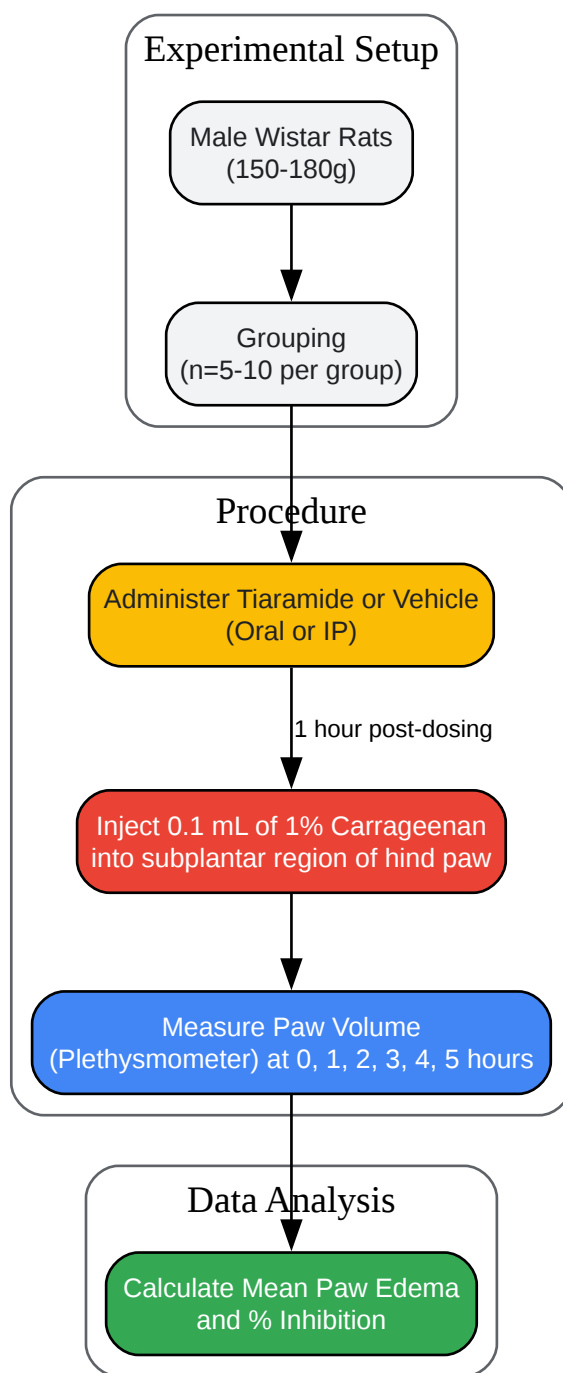 Experimental Setup
Male Wistar Rats
(150-180g)
Grouping
(n=5-10 per group)
Procedure
Administer Tiaramide or Vehicle
(Oral or IP)
1 hour post-dosing
Inject 0.1 mL of 1% Carrageenan
into subplantar region of hind paw
Measure Paw Volume
(Plethysmometer) at 0, 1, 2, 3, 4, 5 hours
Data Analysis
Calculate Mean Paw Edema
and % Inhibition